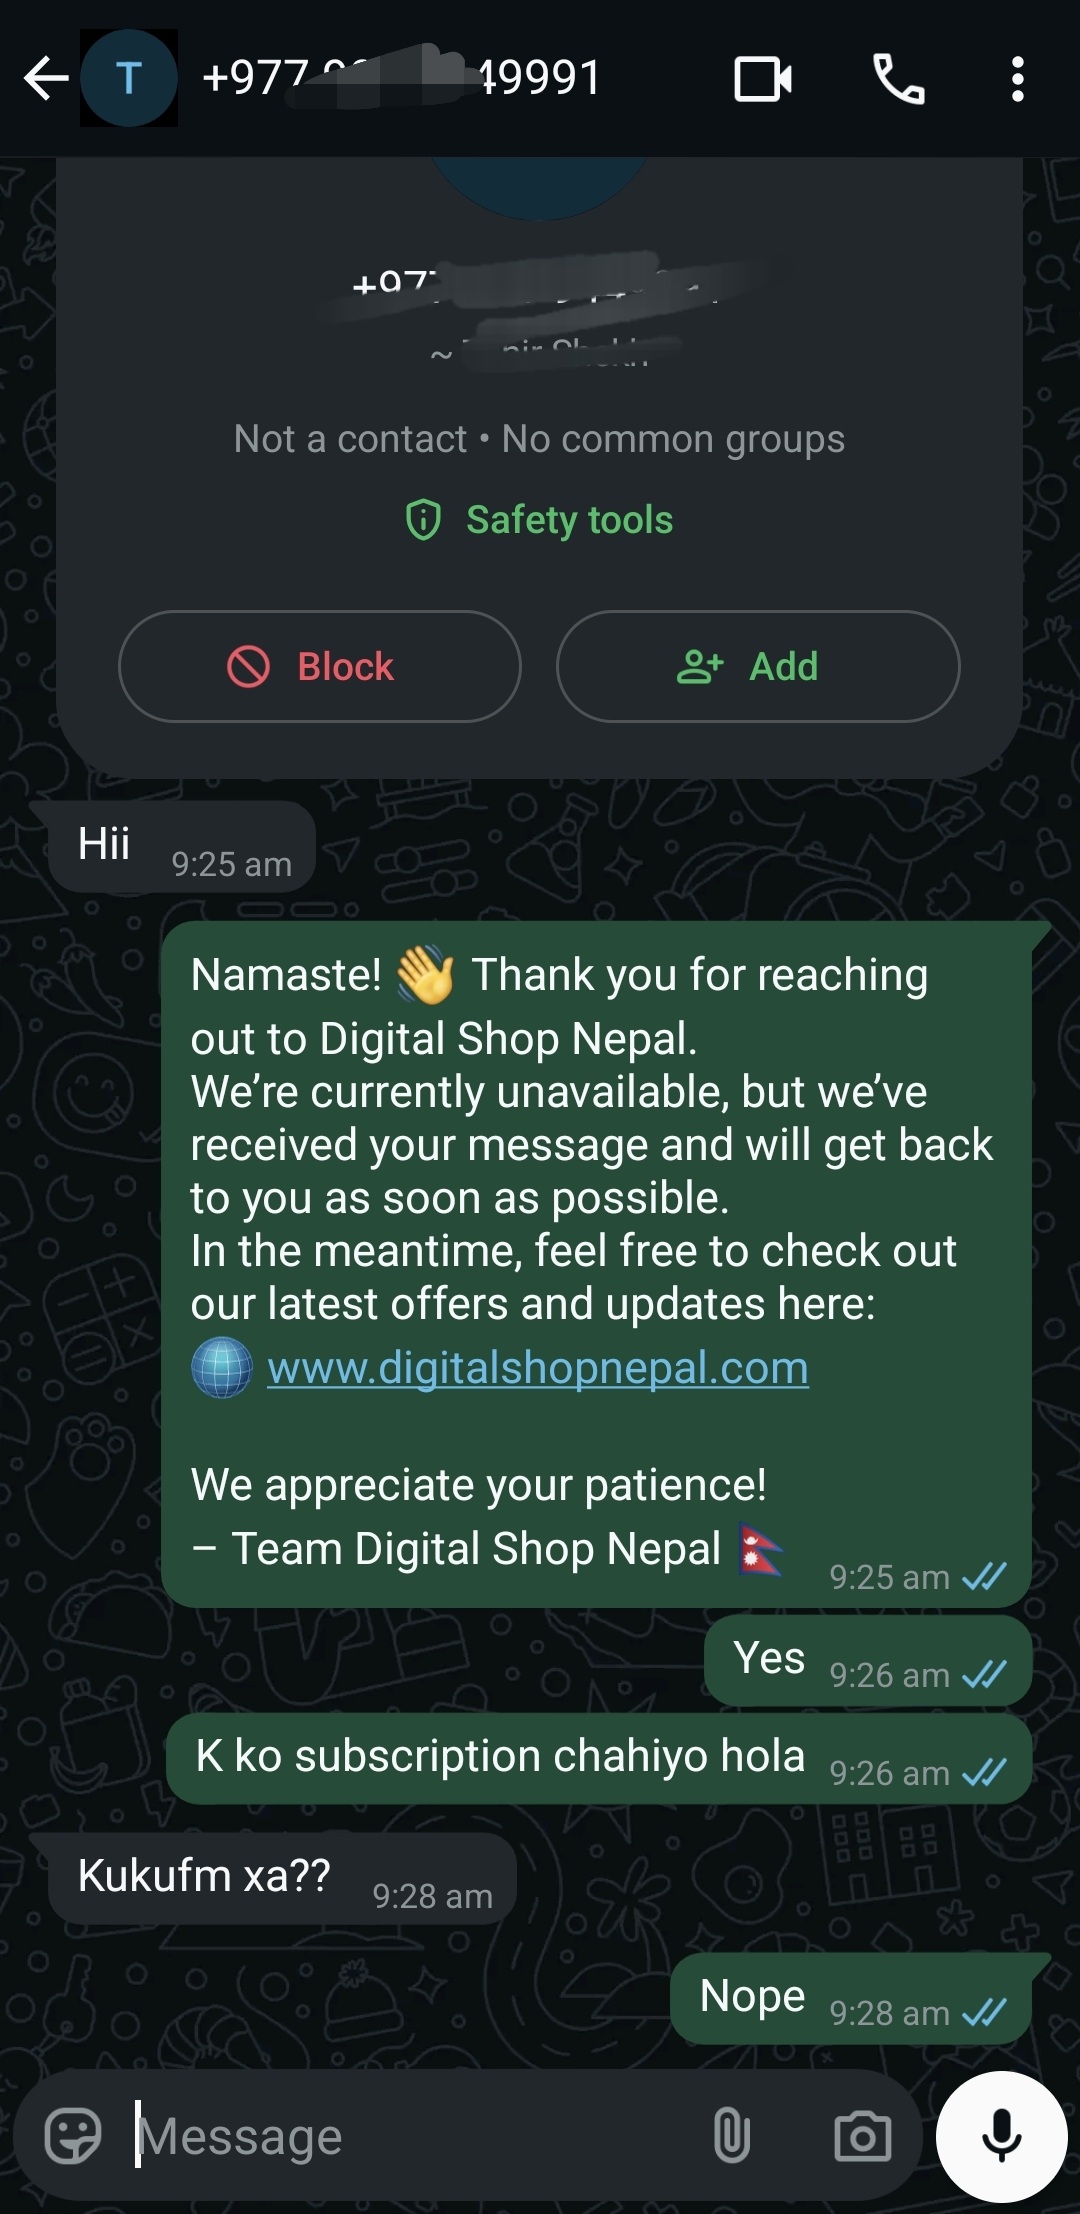 T
+977 49991
Not a contact • No common groups
Safety tools
Block
Add
Hii
9:25 am
Namaste! 👋 Thank you for reaching
out to Digital Shop Nepal.
We’re currently unavailable, but we’ve
received your message and will get back
to you as soon as possible.
In the meantime, feel free to check out
our latest offers and updates here:
🌐 www.digitalshopnepal.com
We appreciate your patience!
– Team Digital Shop Nepal 🇳🇵
9:25 am
Yes
9:26 am
K ko subscription chahiyo hola
9:26 am
Kukufm xa??
9:28 am
Nope
9:28 am
Message